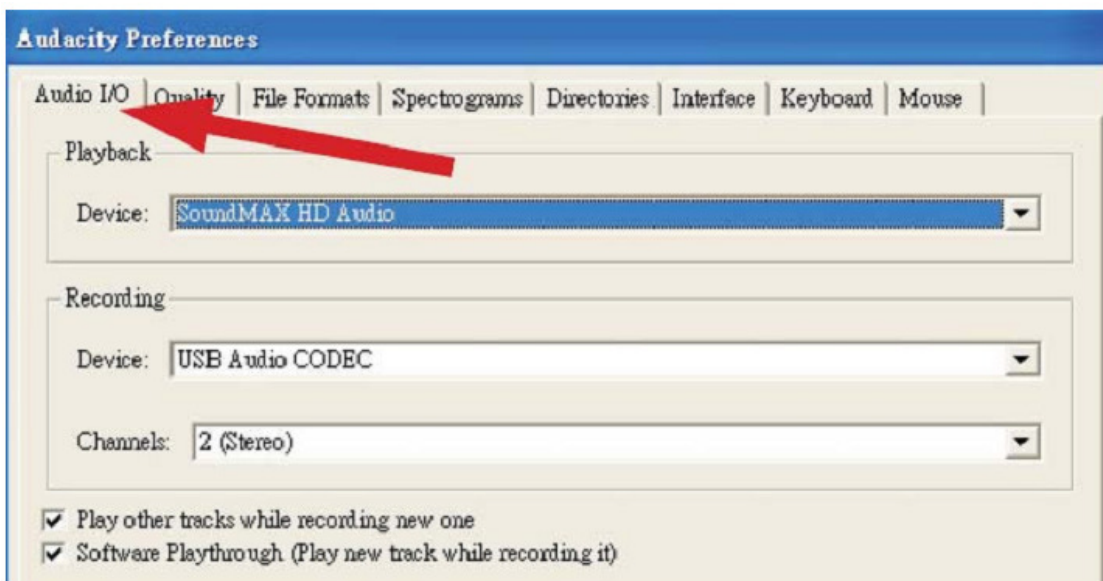 Audacity Preferences
Audio I/O Quality File Formats Spectrograms Directories Interface Keyboard Mouse
Playback
Device: SoundMAX HD Audio
Recording
Device: USB Audio CODEC
Channels: 2 (Stereo)
Play other tracks while recording new one
Software Playthrough (Play new track while recording it)